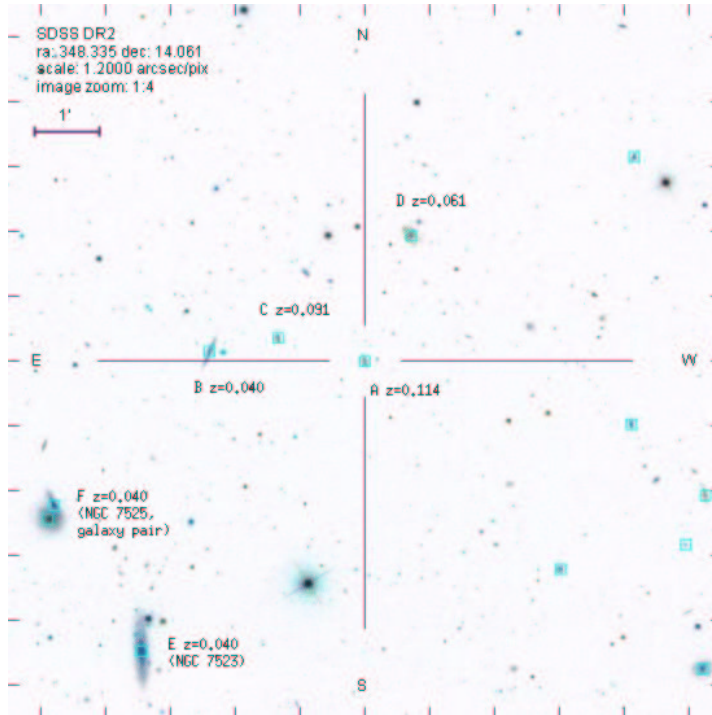 SDSS DR2
ra: 348.335 dec: 14.061
scale: 1.2000 arcsec/pix
image zoom: 1:4
1'
N
D z=0.061
C z=0.091
E
W
B z=0.040
A z=0.114
F z=0.040
(NGC 7525,
galaxy pair)
E z=0.040
(NGC 7523)
S